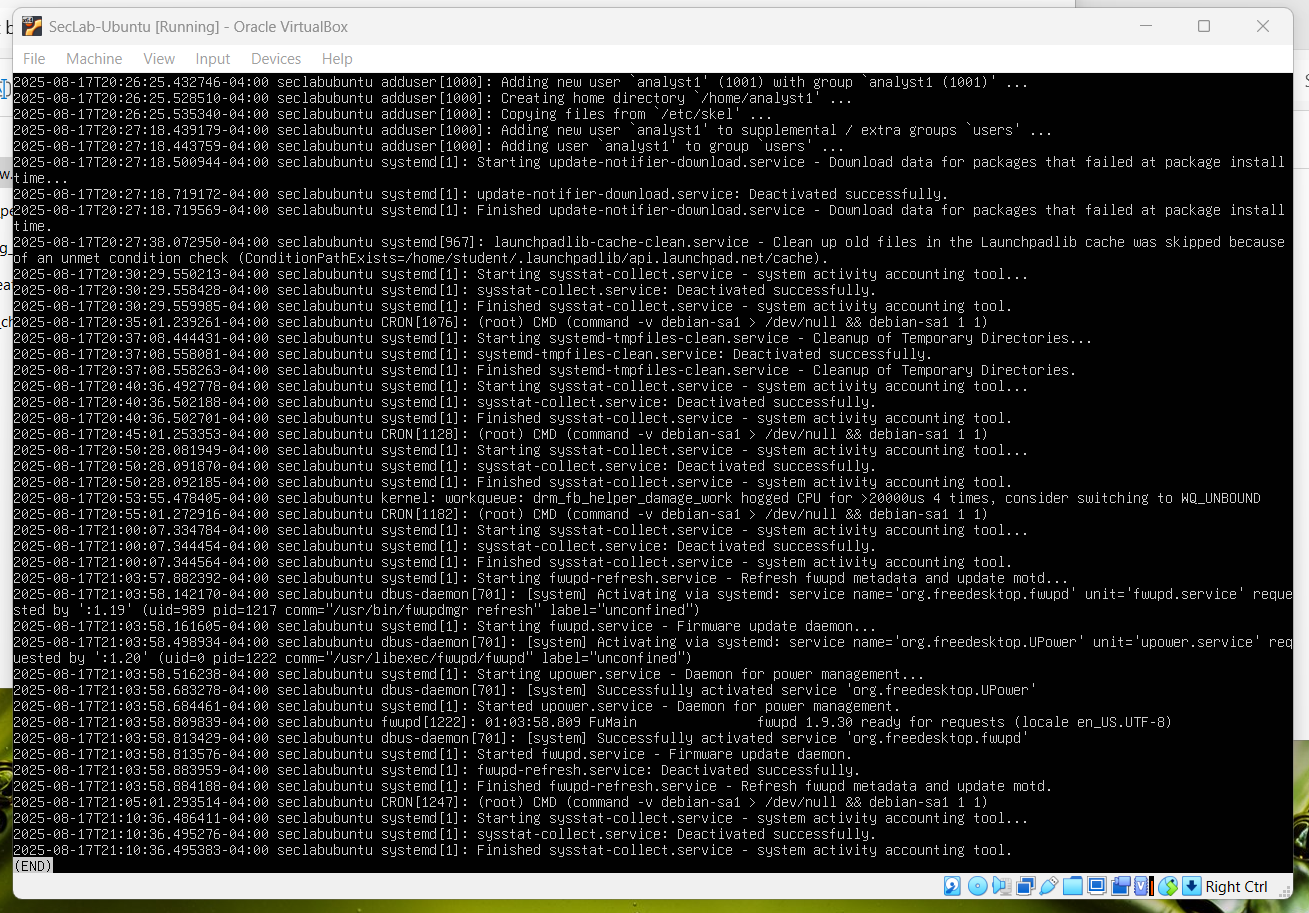 SecLab-Ubuntu [Running] - Oracle VirtualBox
File Machine View Input Devices Help
2025-08-17T20:26:25.432746-04:00 seclabubuntu adduser[1000]: Adding new user `analyst1' (1001) with group `analyst1 (1001)' ...
2025-08-17T20:26:25.528510-04:00 seclabubuntu adduser[1000]: Creating home directory `/home/analyst1' ...
2025-08-17T20:26:25.535340-04:00 seclabubuntu adduser[1000]: Copying files from `/etc/skel' ...
2025-08-17T20:27:18.439179-04:00 seclabubuntu adduser[1000]: Adding new user `analyst1' to supplemental / extra groups `users' ...
2025-08-17T20:27:18.443759-04:00 seclabubuntu adduser[1000]: Adding user `analyst1' to group `users' ...
2025-08-17T20:27:18.500944-04:00 seclabubuntu systemd[1]: Starting update-notifier-download.service - Download data for packages that failed at package install
time...
2025-08-17T20:27:18.719172-04:00 seclabubuntu systemd[1]: update-notifier-download.service: Deactivated successfully.
2025-08-17T20:27:18.719569-04:00 seclabubuntu systemd[1]: Finished update-notifier-download.service - Download data for packages that failed at package install
time.
2025-08-17T20:27:38.072950-04:00 seclabubuntu systemd[967]: launchpadlib-cache-clean.service - Clean up old files in the Launchpadlib cache was skipped because
of an unmet condition check (ConditionPathExists=/home/student/.launchpadlib/api.launchpad.net/cache).
2025-08-17T20:30:29.550213-04:00 seclabubuntu systemd[1]: Starting sysstat-collect.service - system activity accounting tool...
2025-08-17T20:30:29.558428-04:00 seclabubuntu systemd[1]: sysstat-collect.service: Deactivated successfully.
2025-08-17T20:30:29.559985-04:00 seclabubuntu systemd[1]: Finished sysstat-collect.service - system activity accounting tool.
2025-08-17T20:35:01.239261-04:00 seclabubuntu CRON[1076]: (root) CMD (command -v debian-sa1 > /dev/null && debian-sa1 1 1)
2025-08-17T20:37:08.444431-04:00 seclabubuntu systemd[1]: Starting systemd-tmpfiles-clean.service - Cleanup of Temporary Directories...
2025-08-17T20:37:08.558081-04:00 seclabubuntu systemd[1]: systemd-tmpfiles-clean.service: Deactivated successfully.
2025-08-17T20:37:08.558263-04:00 seclabubuntu systemd[1]: Finished systemd-tmpfiles-clean.service - Cleanup of Temporary Directories.
2025-08-17T20:40:36.492778-04:00 seclabubuntu systemd[1]: Starting sysstat-collect.service - system activity accounting tool...
2025-08-17T20:40:36.502188-04:00 seclabubuntu systemd[1]: sysstat-collect.service: Deactivated successfully.
2025-08-17T20:40:36.502701-04:00 seclabubuntu systemd[1]: Finished sysstat-collect.service - system activity accounting tool.
2025-08-17T20:45:01.253353-04:00 seclabubuntu CRON[1128]: (root) CMD (command -v debian-sa1 > /dev/null && debian-sa1 1 1)
2025-08-17T20:50:28.081949-04:00 seclabubuntu systemd[1]: Starting sysstat-collect.service - system activity accounting tool...
2025-08-17T20:50:28.091870-04:00 seclabubuntu systemd[1]: sysstat-collect.service: Deactivated successfully.
2025-08-17T20:50:28.092185-04:00 seclabubuntu systemd[1]: Finished sysstat-collect.service - system activity accounting tool.
2025-08-17T20:53:55.478405-04:00 seclabubuntu kernel: workqueue: drm_fb_helper_damage_work hogged CPU for >20000us 4 times, consider switching to WQ_UNBOUND
2025-08-17T20:55:01.272916-04:00 seclabubuntu CRON[1182]: (root) CMD (command -v debian-sa1 > /dev/null && debian-sa1 1 1)
2025-08-17T21:00:07.334784-04:00 seclabubuntu systemd[1]: Starting sysstat-collect.service - system activity accounting tool...
2025-08-17T21:00:07.344454-04:00 seclabubuntu systemd[1]: sysstat-collect.service: Deactivated successfully.
2025-08-17T21:00:07.344564-04:00 seclabubuntu systemd[1]: Finished sysstat-collect.service - system activity accounting tool.
2025-08-17T21:03:57.882392-04:00 seclabubuntu systemd[1]: Starting fwupd-refresh.service - Refresh fwupd metadata and update motd...
2025-08-17T21:03:58.142170-04:00 seclabubuntu dbus-daemon[701]: [system] Activating via systemd: service name='org.freedesktop.fwupd' unit='fwupd.service' reque
sted by ':1.19' (uid=989 pid=1217 comm="/usr/bin/fwupdmgr refresh" label="unconfined")
2025-08-17T21:03:58.161605-04:00 seclabubuntu systemd[1]: Starting fwupd.service - Firmware update daemon...
2025-08-17T21:03:58.498934-04:00 seclabubuntu dbus-daemon[701]: [system] Activating via systemd: service name='org.freedesktop.UPower' unit='upower.service' req
uested by ':1.20' (uid=0 pid=1222 comm="/usr/libexec/fwupd/fwupd" label="unconfined")
2025-08-17T21:03:58.516238-04:00 seclabubuntu systemd[1]: Starting upower.service - Daemon for power management...
2025-08-17T21:03:58.683278-04:00 seclabubuntu dbus-daemon[701]: [system] Successfully activated service 'org.freedesktop.UPower'
2025-08-17T21:03:58.684461-04:00 seclabubuntu systemd[1]: Started upower.service - Daemon for power management.
2025-08-17T21:03:58.809839-04:00 seclabubuntu fwupd[1222]: 01:03:58.809 FuMain fwupd 1.9.30 ready for requests (locale en_US.UTF-8)
2025-08-17T21:03:58.813429-04:00 seclabubuntu dbus-daemon[701]: [system] Successfully activated service 'org.freedesktop.fwupd'
2025-08-17T21:03:58.813576-04:00 seclabubuntu systemd[1]: Started fwupd.service - Firmware update daemon.
2025-08-17T21:03:58.883959-04:00 seclabubuntu systemd[1]: fwupd-refresh.service: Deactivated successfully.
2025-08-17T21:03:58.884188-04:00 seclabubuntu systemd[1]: Finished fwupd-refresh.service - Refresh fwupd metadata and update motd.
2025-08-17T21:05:01.293514-04:00 seclabubuntu CRON[1247]: (root) CMD (command -v debian-sa1 > /dev/null && debian-sa1 1 1)
2025-08-17T21:10:36.486411-04:00 seclabubuntu systemd[1]: Starting sysstat-collect.service - system activity accounting tool...
2025-08-17T21:10:36.495276-04:00 seclabubuntu systemd[1]: sysstat-collect.service: Deactivated successfully.
2025-08-17T21:10:36.495383-04:00 seclabubuntu systemd[1]: Finished sysstat-collect.service - system activity accounting tool.
(END)
Right Ctrl